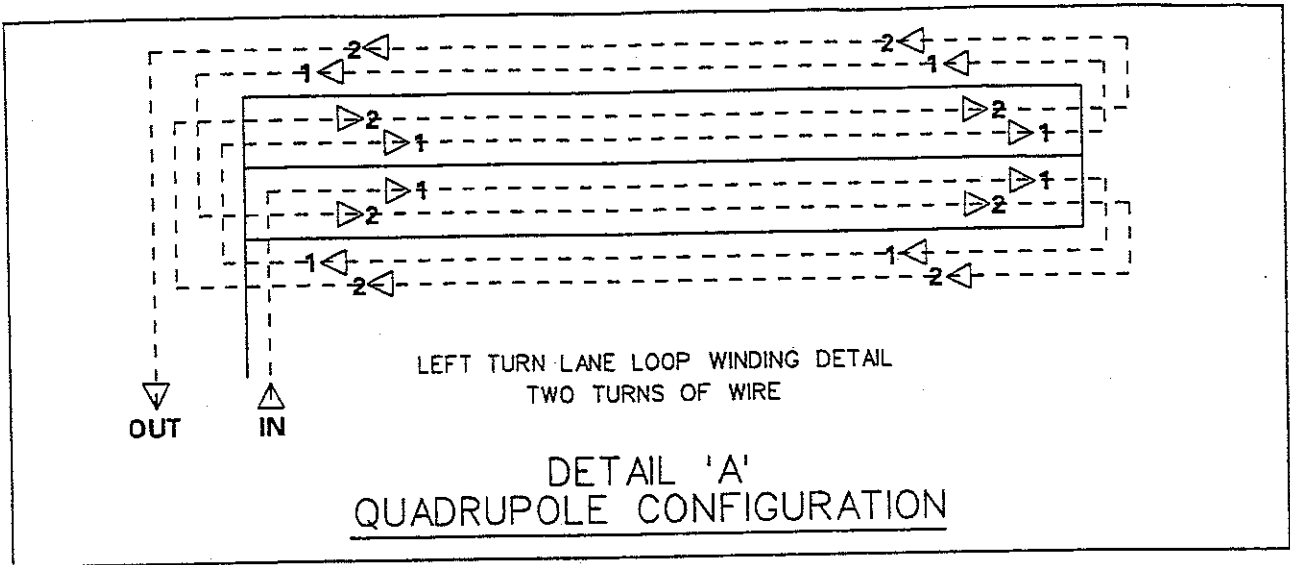 2 2
1 1
2 2
1 1
1 1
2 2
1 1
2 2
LEFT TURN LANE LOOP WINDING DETAIL
TWO TURNS OF WIRE
OUT IN
DETAIL 'A'
QUADRUPOLE CONFIGURATION